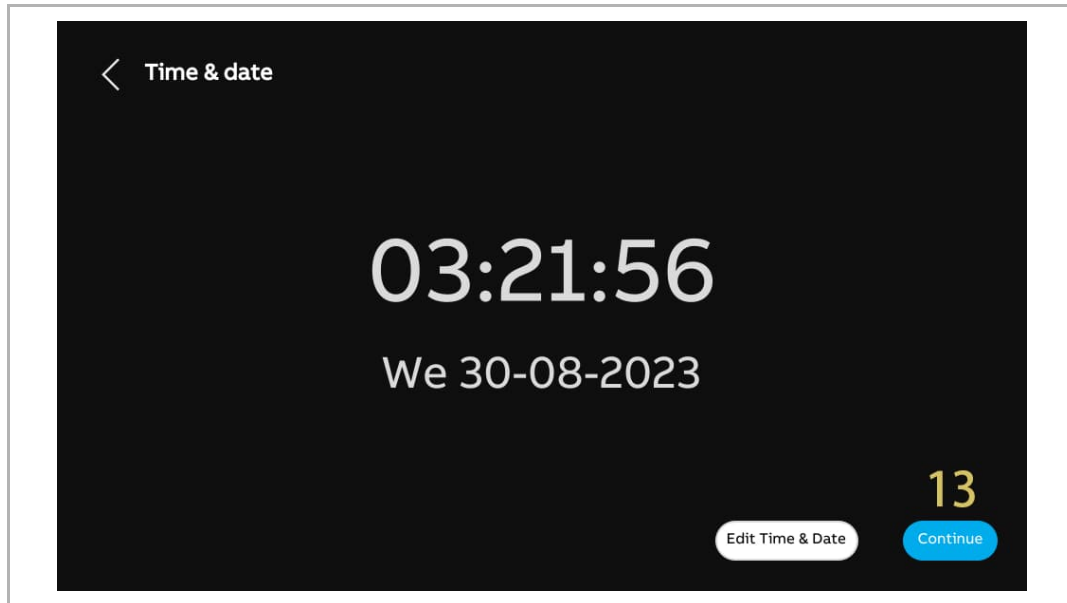 Time & date
03:21:56
We 30-08-2023
13
Edit Time & Date
Continue